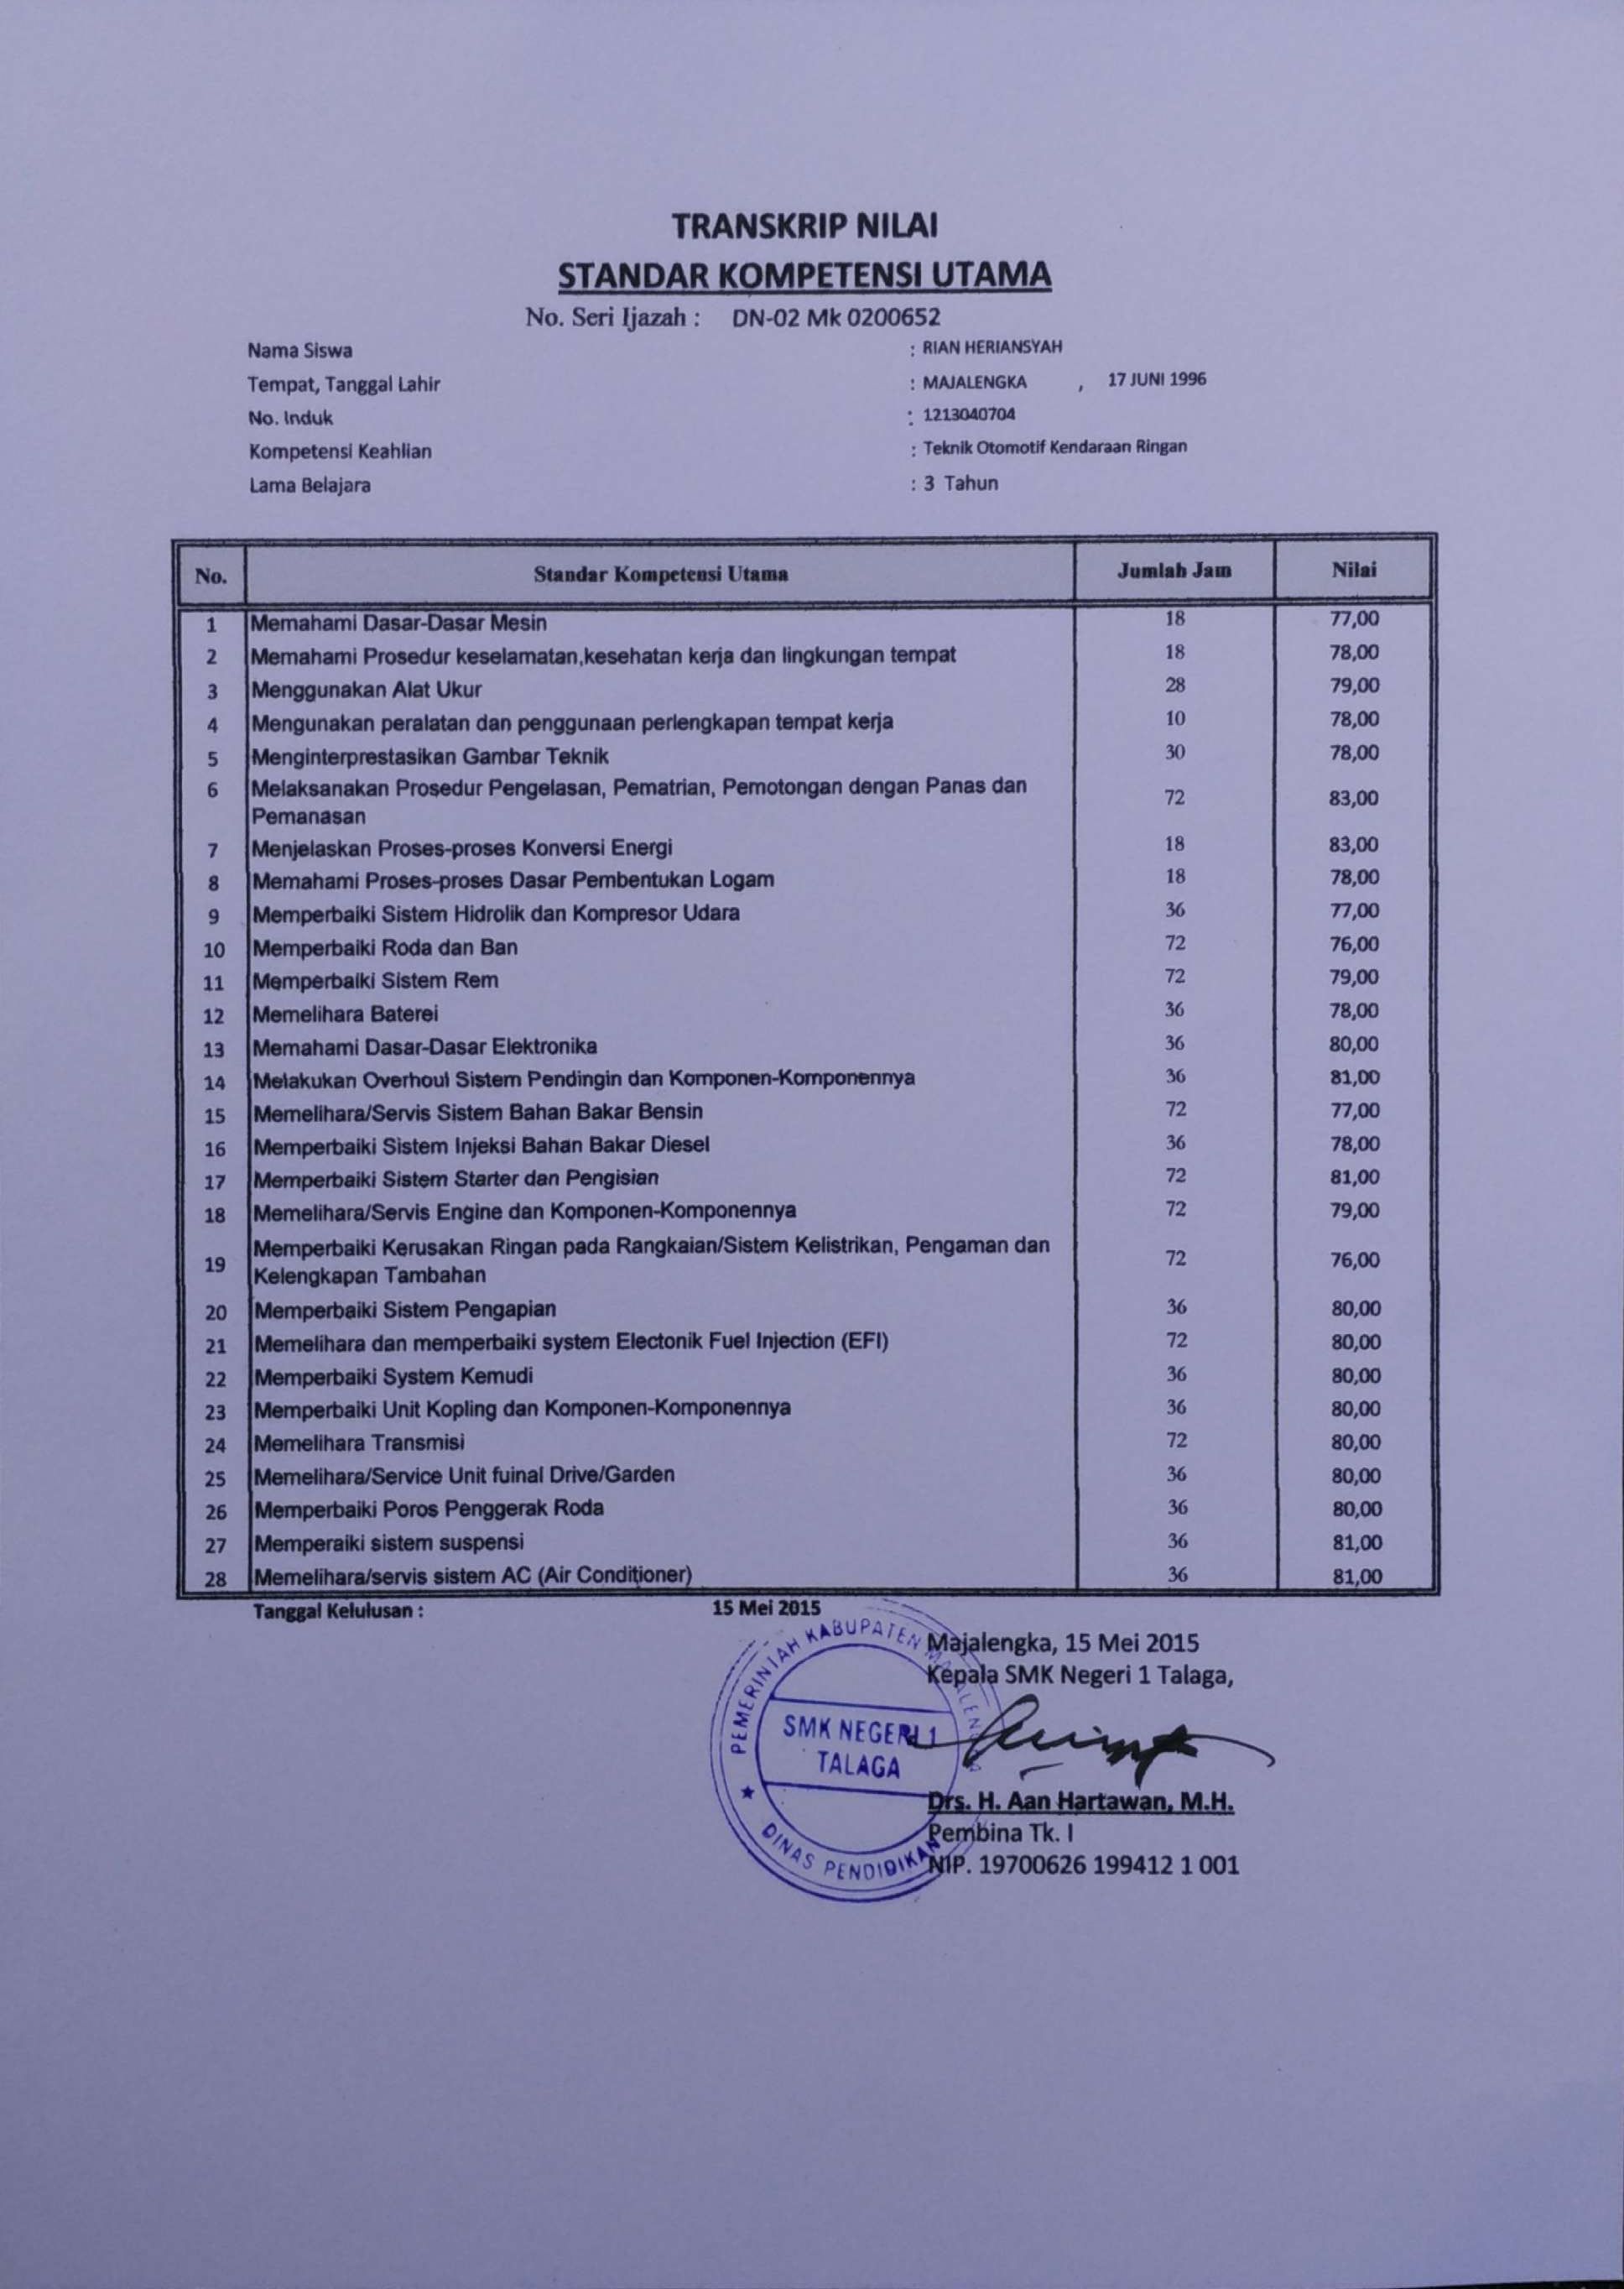 TRANSKRIP NILAI
STANDAR KOMPETENSI UTAMA
No. Seri Ijazah : DN-02 Mk 0200652
Nama Siswa : RIAN HERIANSYAH
Tempat, Tanggal Lahir : MAJALENGKA , 17 JUNI 1996
No. Induk : 1213040704
Kompetensi Keahlian : Teknik Otomotif Kendaraan Ringan
Lama Belajara : 3 Tahun
No. Standar Kompetensi Utama Jumlah Jam Nilai
1 Memahami Dasar-Dasar Mesin 18 77,00
2 Memahami Prosedur keselamatan,kesehatan kerja dan lingkungan tempat 18 78,00
3 Menggunakan Alat Ukur 28 79,00
4 Mengunakan peralatan dan penggunaan perlengkapan tempat kerja 10 78,00
5 Menginterprestasikan Gambar Teknik 30 78,00
6 Melaksanakan Prosedur Pengelasan, Pematrian, Pemotongan dengan Panas dan
Pemanasan 72 83,00
7 Menjelaskan Proses-proses Konversi Energi 18 83,00
8 Memahami Proses-proses Dasar Pembentukan Logam 18 78,00
9 Memperbaiki Sistem Hidrolik dan Kompresor Udara 36 77,00
10 Memperbaiki Roda dan Ban 72 76,00
11 Memperbaiki Sistem Rem 72 79,00
12 Memelihara Baterei 36 78,00
13 Memahami Dasar-Dasar Elektronika 36 80,00
14 Melakukan Overhoul Sistem Pendingin dan Komponen-Komponennya 36 81,00
15 Memelihara/Servis Sistem Bahan Bakar Bensin 72 77,00
16 Memperbaiki Sistem Injeksi Bahan Bakar Diesel 36 78,00
17 Memperbaiki Sistem Starter dan Pengisian 72 81,00
18 Memelihara/Servis Engine dan Komponen-Komponennya 72 79,00
19 Memperbaiki Kerusakan Ringan pada Rangkaian/Sistem Kelistrikan, Pengaman dan
Kelengkapan Tambahan 72 76,00
20 Memperbaiki Sistem Pengapian 36 80,00
21 Memelihara dan memperbaiki system Electonik Fuel Injection (EFI) 72 80,00
22 Memperbaiki System Kemudi 36 80,00
23 Memperbaiki Unit Kopling dan Komponen-Komponennya 36 80,00
24 Memelihara Transmisi 72 80,00
25 Memelihara/Service Unit fuinal Drive/Garden 36 80,00
26 Memperbaiki Poros Penggerak Roda 36 80,00
27 Memperaiki sistem suspensi 36 81,00
28 Memelihara/servis sistem AC (Air Conditioner) 36 81,00
Tanggal Kelulusan : 15 Mei 2015
Majalengka, 15 Mei 2015
Kepala SMK Negeri 1 Talaga,
PEMERINTAH KABUPATEN MAJALENGKA
SMK NEGERI 1
TALAGA
DINAS PENDIDIKAN
Drs. H. Aan Hartawan, M.H.
Pembina Tk. I
NIP. 19700626 199412 1 001